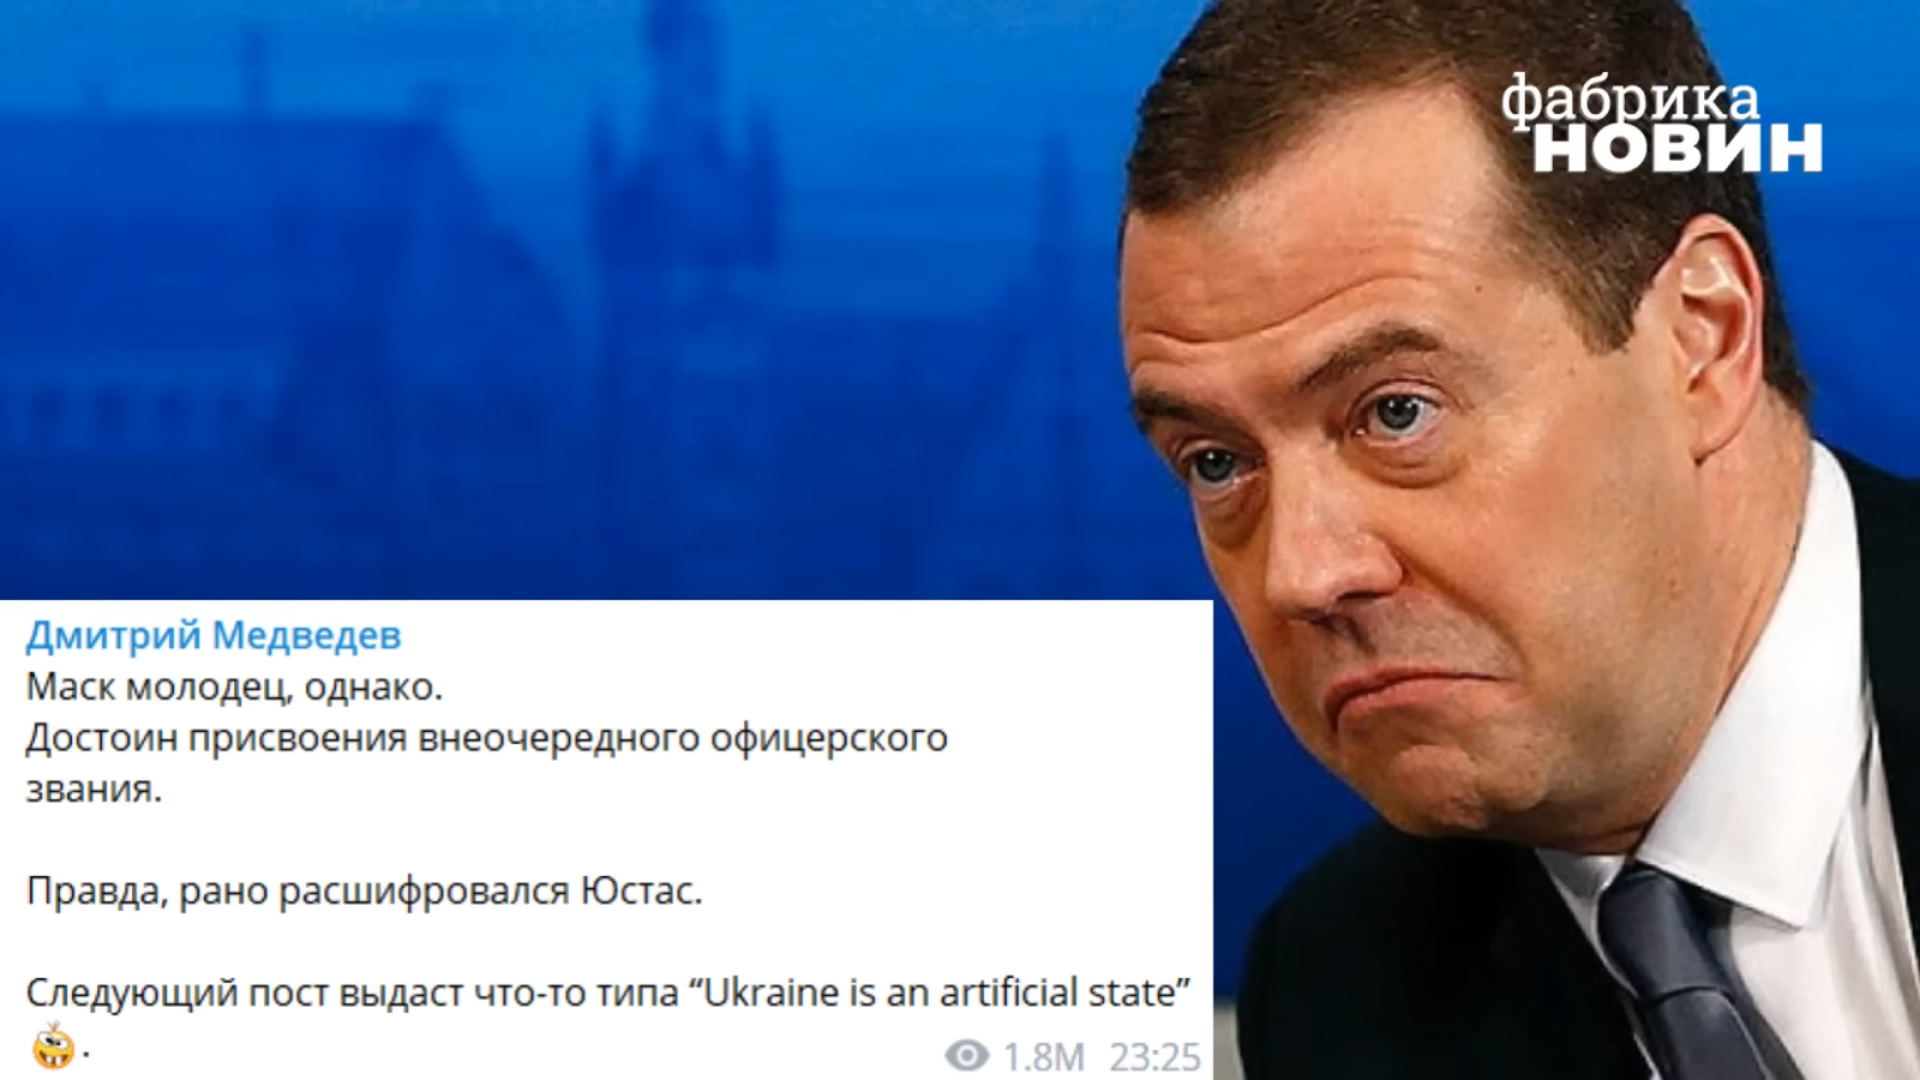 фабрика
НОВИН
Дмитрий Медведев
Маск молодец, однако.
Достоин присвоения внеочередного офицерского
звания.
Правда, рано расшифровался Юстас.
Следующий пост выдаст что-то типа “Ukraine is an artificial state”
.
1.8M 23:25